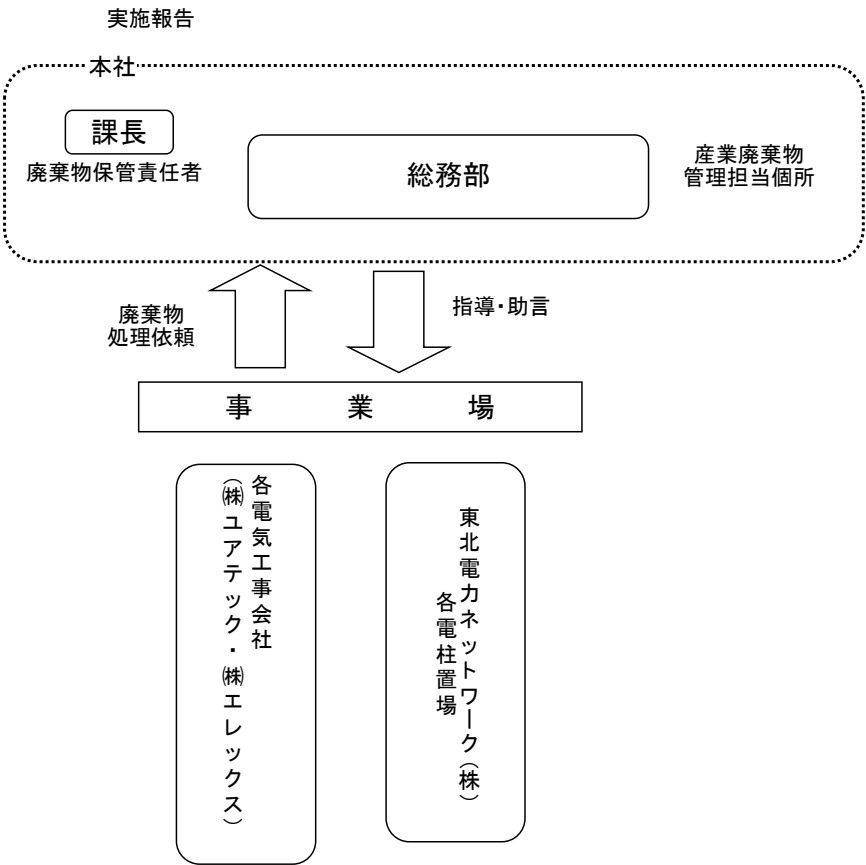 実施報告
本社
課長
廃棄物保管責任者
総務部
産業廃棄物
管理担当個所
廃棄物
処理依頼
指導・助言
事業場
各電気工事会社
（㈱ユアテック・㈱エレックス）
東北電力ネットワーク（株）
各電柱置場